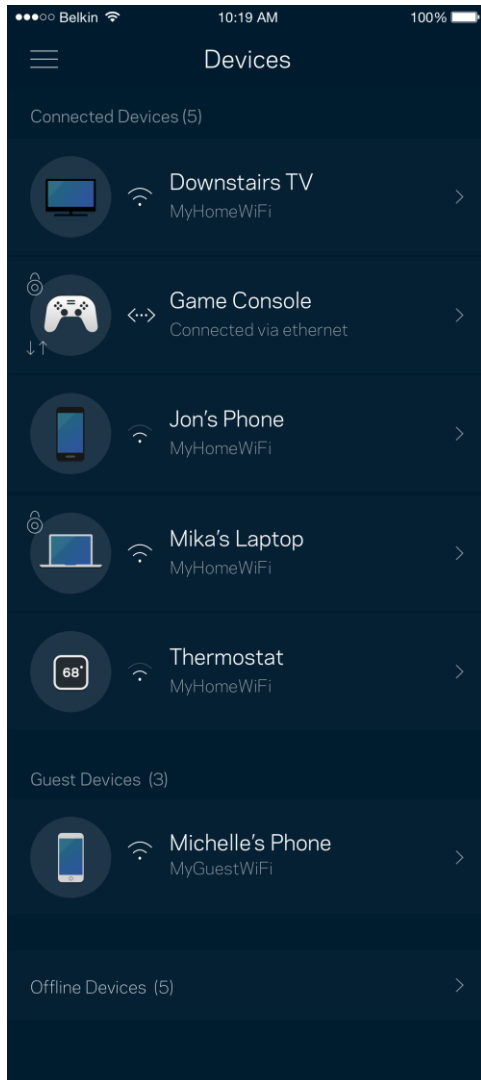 Belkin 10:19 AM 100%
Devices
Connected Devices (5)
Downstairs TV
MyHomeWiFi
Game Console
Connected via ethernet
Jon's Phone
MyHomeWiFi
Mika's Laptop
MyHomeWiFi
68°
Thermostat
MyHomeWiFi
Guest Devices (3)
Michelle's Phone
MyGuestWiFi
Offline Devices (5)